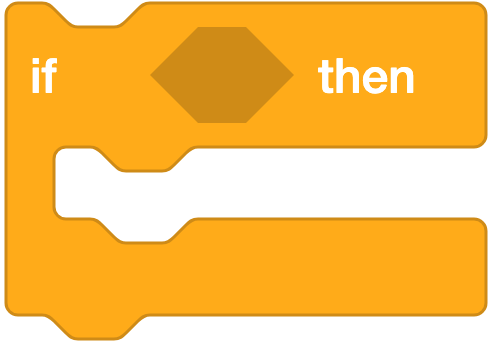 if then